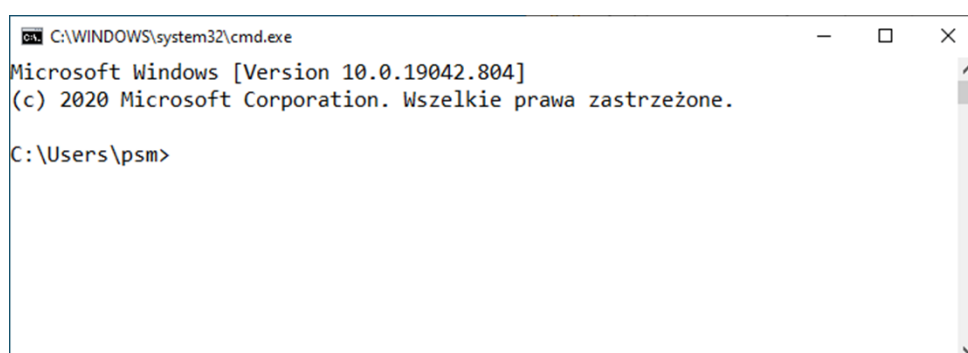 C:\WINDOWS\system32\cmd.exe
Microsoft Windows [Version 10.0.19042.804]
(c) 2020 Microsoft Corporation. Wszelkie prawa zastrzeżone.
C:\Users\psm>